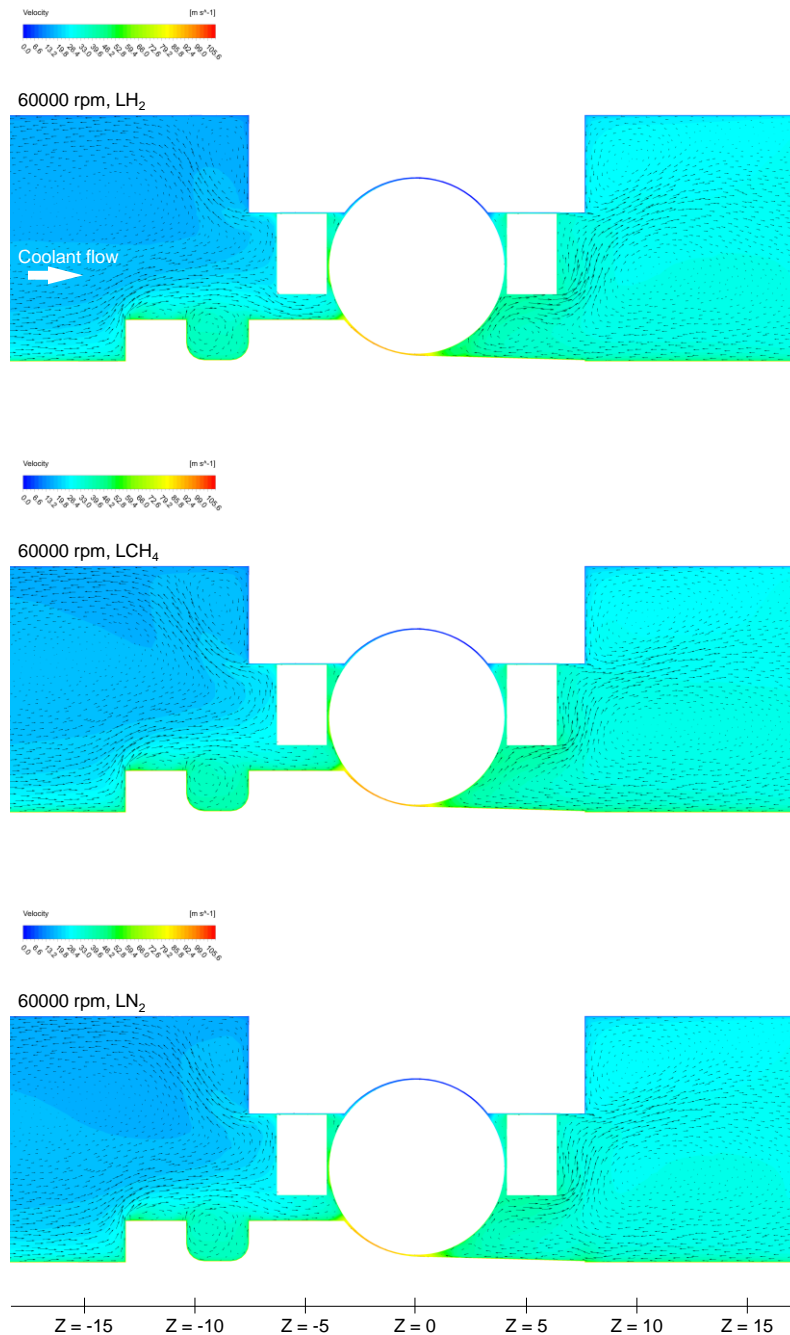 Velocity [m s^-1]
0.0 6.6 13.2 19.8 26.4 33.0 39.6 46.2 52.8 59.4 66.0 72.6 79.2 85.8 92.4 99.0 105.6
60000 rpm, LH₂
Coolant flow
Velocity [m s^-1]
0.0 6.6 13.2 19.8 26.4 33.0 39.6 46.2 52.8 59.4 66.0 72.6 79.2 85.8 92.4 99.0 105.6
60000 rpm, LCH₄
Velocity [m s^-1]
0.0 6.6 13.2 19.8 26.4 33.0 39.6 46.2 52.8 59.4 66.0 72.6 79.2 85.8 92.4 99.0 105.6
60000 rpm, LN₂
Z = -15 Z = -10 Z = -5 Z = 0 Z = 5 Z = 10 Z = 15